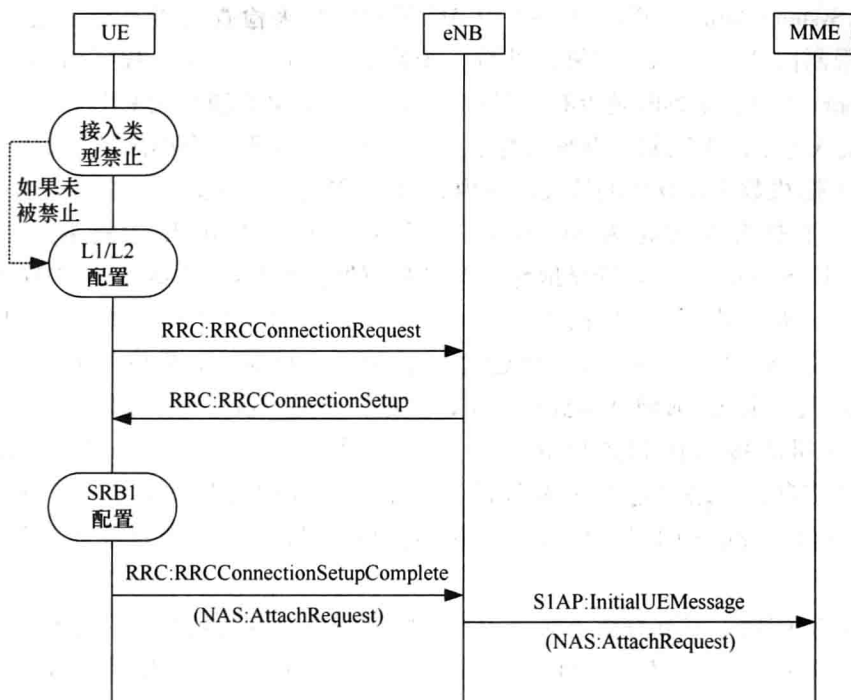 UE
eNB
MME
接入类
型禁止
如果未
被禁止
L1/L2
配置
RRC:RRCConnectionRequest
RRC:RRCConnectionSetup
SRB1
配置
RRC:RRCConnectionSetupComplete
(NAS:AttachRequest)
S1AP:InitialUEMessage
(NAS:AttachRequest)